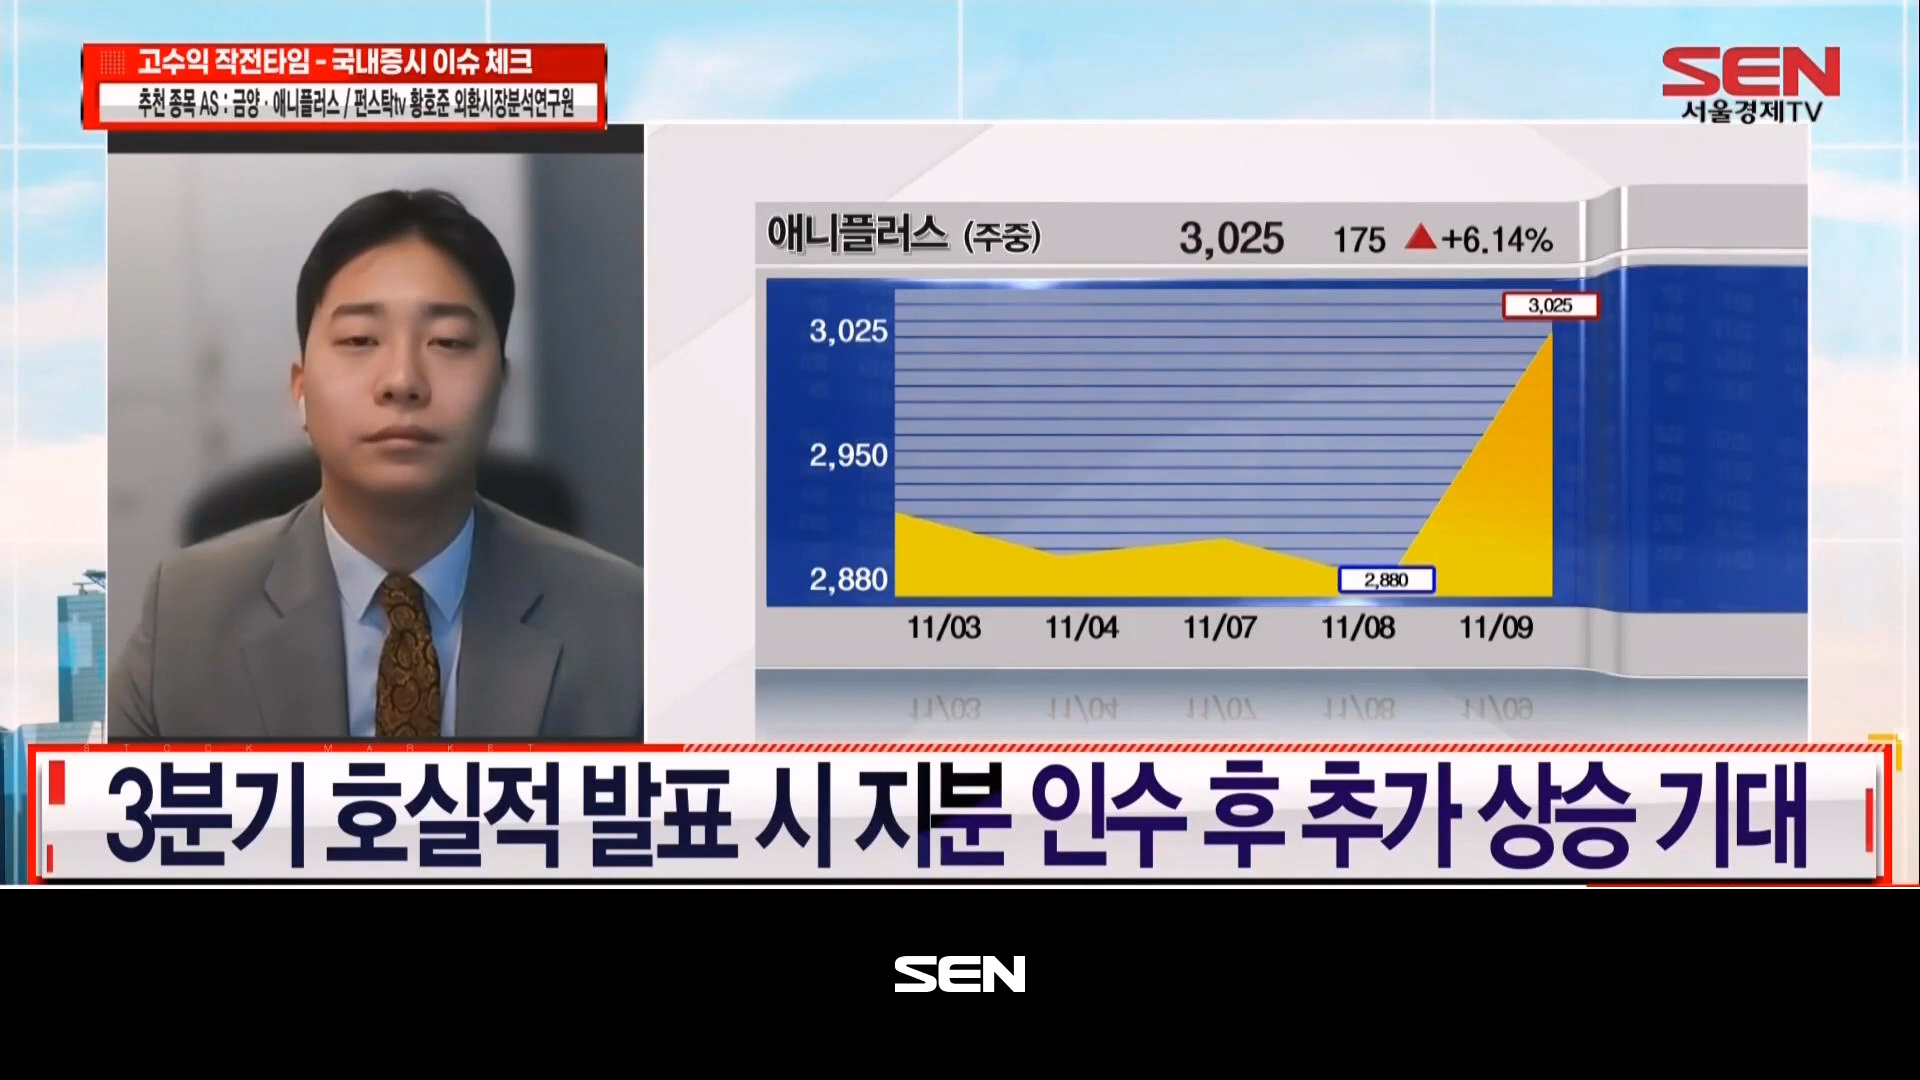 고수익 작전타임 - 국내증시 이슈 체크
추천 종목 AS : 금양 · 애니플러스 / 펀스탁tv 황호준 외환시장분석연구원
SEN
서울경제TV
애니플러스 (주중) 3,025 175 ▲+6.14%
3,025
3,025
2,950
2,880
2,880
11/03 11/04 11/07 11/08 11/09
STOCK MARKET
3분기 호실적 발표 시 지분 인수 후 추가 상승 기대
SEN